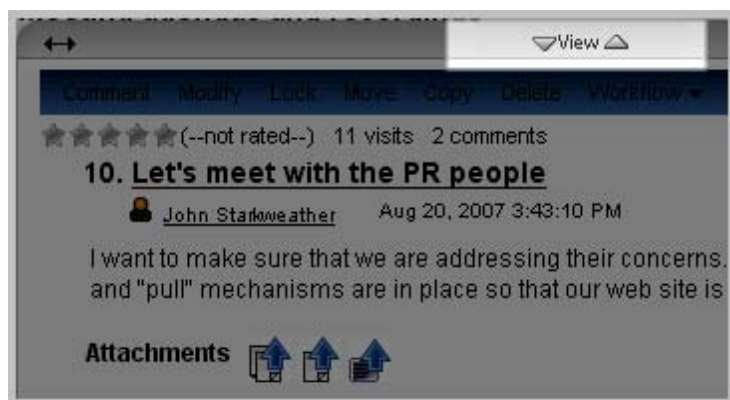 View
Comment Modify Lock Move Copy Delete Workflow
(--not rated--) 11 visits 2 comments
10. Let's meet with the PR people
John Starkweather Aug 20, 2007 3:43:10 PM
I want to make sure that we are addressing their concerns.
and "pull" mechanisms are in place so that our web site is
Attachments